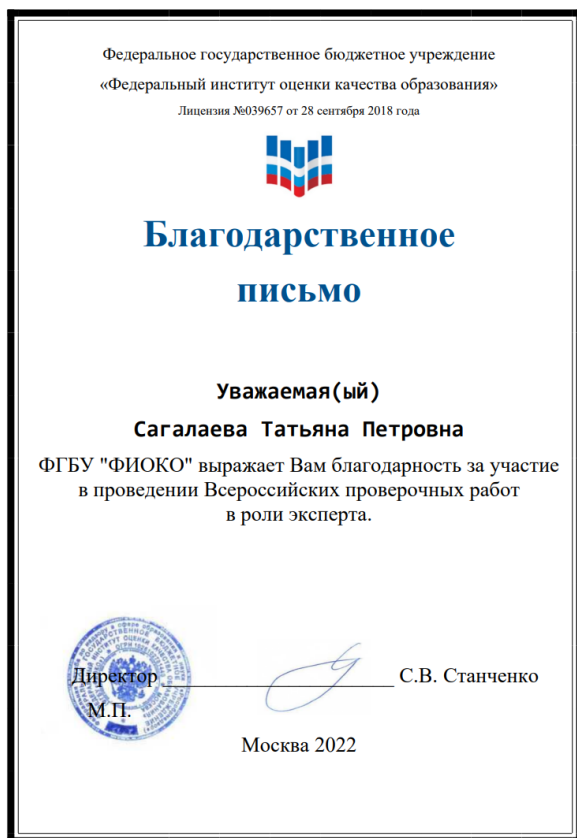 Федеральное государственное бюджетное учреждение
«Федеральный институт оценки качества образования»
Лицензия №039657 от 28 сентября 2018 года
Благодарственное
письмо
Уважаемая(ый)
Сагалаева Татьяна Петровна
ФГБУ "ФИОКО" выражает Вам благодарность за участие
в проведении Всероссийских проверочных работ
в роли эксперта.
Директор С.В. Станченко
М.П.
Москва 2022